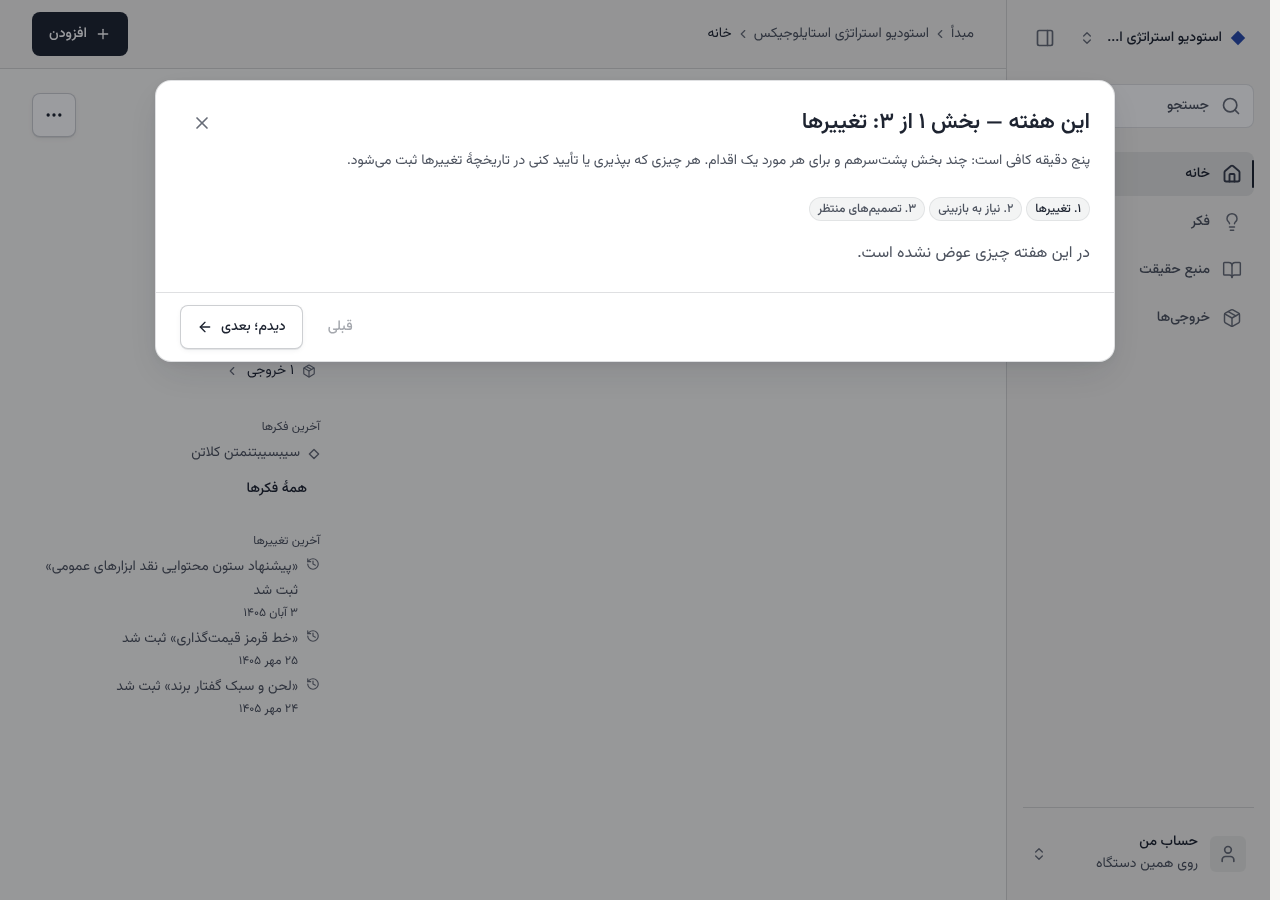 استودیو استراتژی ا...
مبدأ › استودیو استراتژی استایلوجیکس › خانه
افزودن
جستجو
خانه
فکر
منبع حقیقت
خروجی‌ها
این هفته — بخش ۱ از ۳: تغییرها
پنج دقیقه کافی است: چند بخش پشت‌سرهم و برای هر مورد یک اقدام. هر چیزی که بپذیری یا تأیید کنی در تاریخچهٔ تغییرها ثبت می‌شود.
۱. تغییرها
۲. نیاز به بازبینی
۳. تصمیم‌های منتظر
در این هفته چیزی عوض نشده است.
قبلی
دیدم؛ بعدی
۱ خروجی
آخرین فکرها
سیبسیبتنمتن کلاتن
همهٔ فکرها
آخرین تغییرها
«پیشنهاد ستون محتوایی نقد ابزارهای عمومی»
ثبت شد
۳ آبان ۱۴۰۵
«خط قرمز قیمت‌گذاری» ثبت شد
۲۵ مهر ۱۴۰۵
«لحن و سبک گفتار برند» ثبت شد
۲۴ مهر ۱۴۰۵
حساب من
روی همین دستگاه